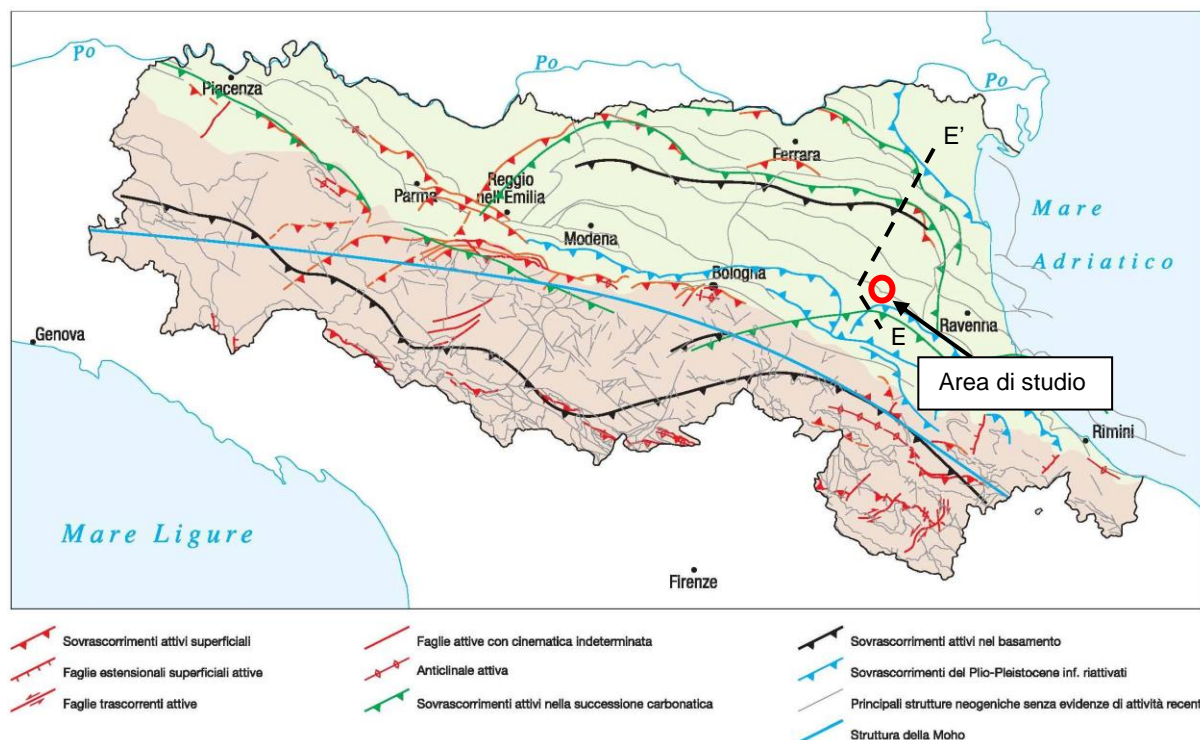 Po
Piacenza
Po
Po
E'
Ferrara
Parma
Reggio
nell'Emilia
Modena
Mare
Adriatico
Bologna
Ravenna
Genova
E
Area di studio
Rimini
Mare Ligure
Firenze
Sovrascorrimenti attivi superficiali
Faglie estensionali superficiali attive
Faglie trascorrenti attive
Faglie attive con cinematica indeterminata
Anticlinale attiva
Sovrascorrimenti attivi nella successione carbonatica
Sovrascorrimenti attivi nel basamento
Sovrascorrimenti del Plio-Pleistocene inf. riattivati
Principali strutture neogeniche senza evidenze di attività recent
Struttura della Moho